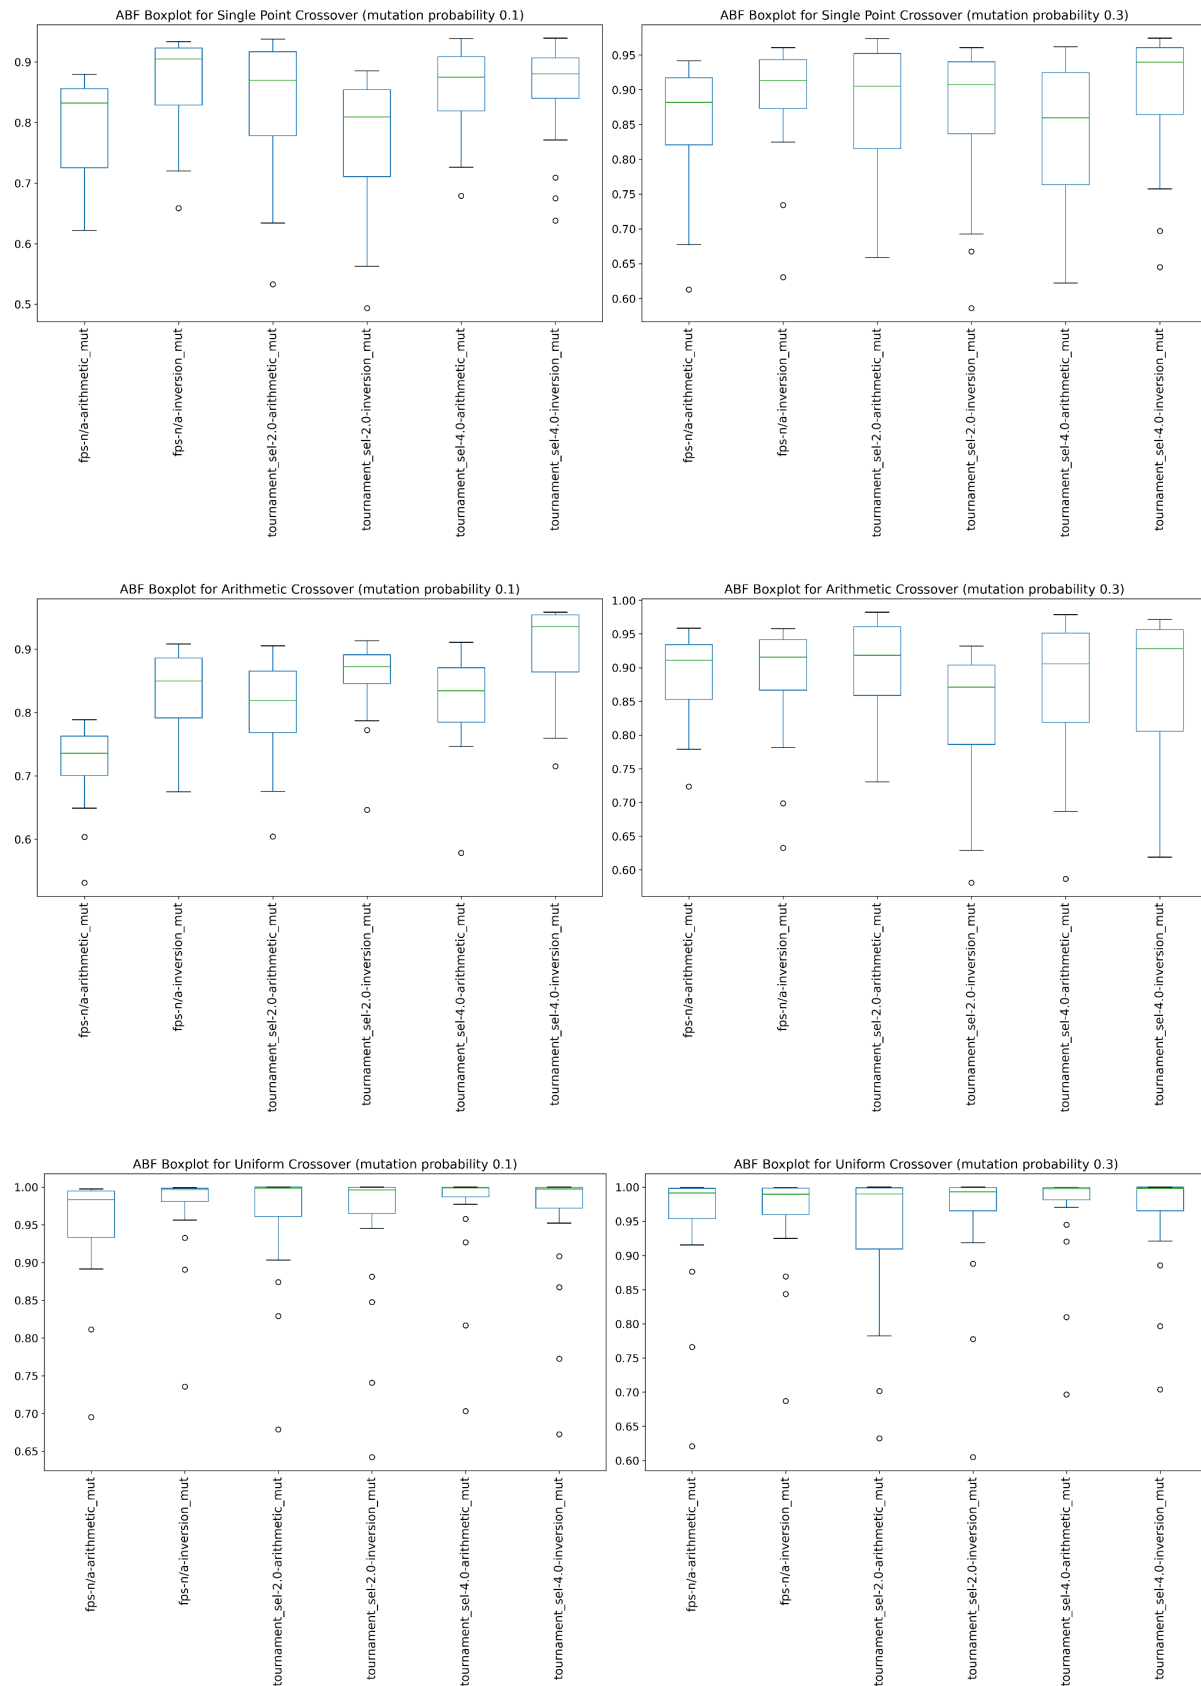 ABF Boxplot for Single Point Crossover (mutation probability 0.1)
0.9
0.8
0.7
0.6
0.5
fps-n/a-arithmetic_mut
fps-n/a-inversion_mut
tournament_sel-2.0-arithmetic_mut
tournament_sel-2.0-inversion_mut
tournament_sel-4.0-arithmetic_mut
tournament_sel-4.0-inversion_mut
ABF Boxplot for Single Point Crossover (mutation probability 0.3)
0.95
0.90
0.85
0.80
0.75
0.70
0.65
0.60
fps-n/a-arithmetic_mut
fps-n/a-inversion_mut
tournament_sel-2.0-arithmetic_mut
tournament_sel-2.0-inversion_mut
tournament_sel-4.0-arithmetic_mut
tournament_sel-4.0-inversion_mut
ABF Boxplot for Arithmetic Crossover (mutation probability 0.1)
0.9
0.8
0.7
0.6
fps-n/a-arithmetic_mut
fps-n/a-inversion_mut
tournament_sel-2.0-arithmetic_mut
tournament_sel-2.0-inversion_mut
tournament_sel-4.0-arithmetic_mut
tournament_sel-4.0-inversion_mut
ABF Boxplot for Arithmetic Crossover (mutation probability 0.3)
1.00
0.95
0.90
0.85
0.80
0.75
0.70
0.65
0.60
fps-n/a-arithmetic_mut
fps-n/a-inversion_mut
tournament_sel-2.0-arithmetic_mut
tournament_sel-2.0-inversion_mut
tournament_sel-4.0-arithmetic_mut
tournament_sel-4.0-inversion_mut
ABF Boxplot for Uniform Crossover (mutation probability 0.1)
1.00
0.95
0.90
0.85
0.80
0.75
0.70
0.65
fps-n/a-arithmetic_mut
fps-n/a-inversion_mut
tournament_sel-2.0-arithmetic_mut
tournament_sel-2.0-inversion_mut
tournament_sel-4.0-arithmetic_mut
tournament_sel-4.0-inversion_mut
ABF Boxplot for Uniform Crossover (mutation probability 0.3)
1.00
0.95
0.90
0.85
0.80
0.75
0.70
0.65
0.60
fps-n/a-arithmetic_mut
fps-n/a-inversion_mut
tournament_sel-2.0-arithmetic_mut
tournament_sel-2.0-inversion_mut
tournament_sel-4.0-arithmetic_mut
tournament_sel-4.0-inversion_mut